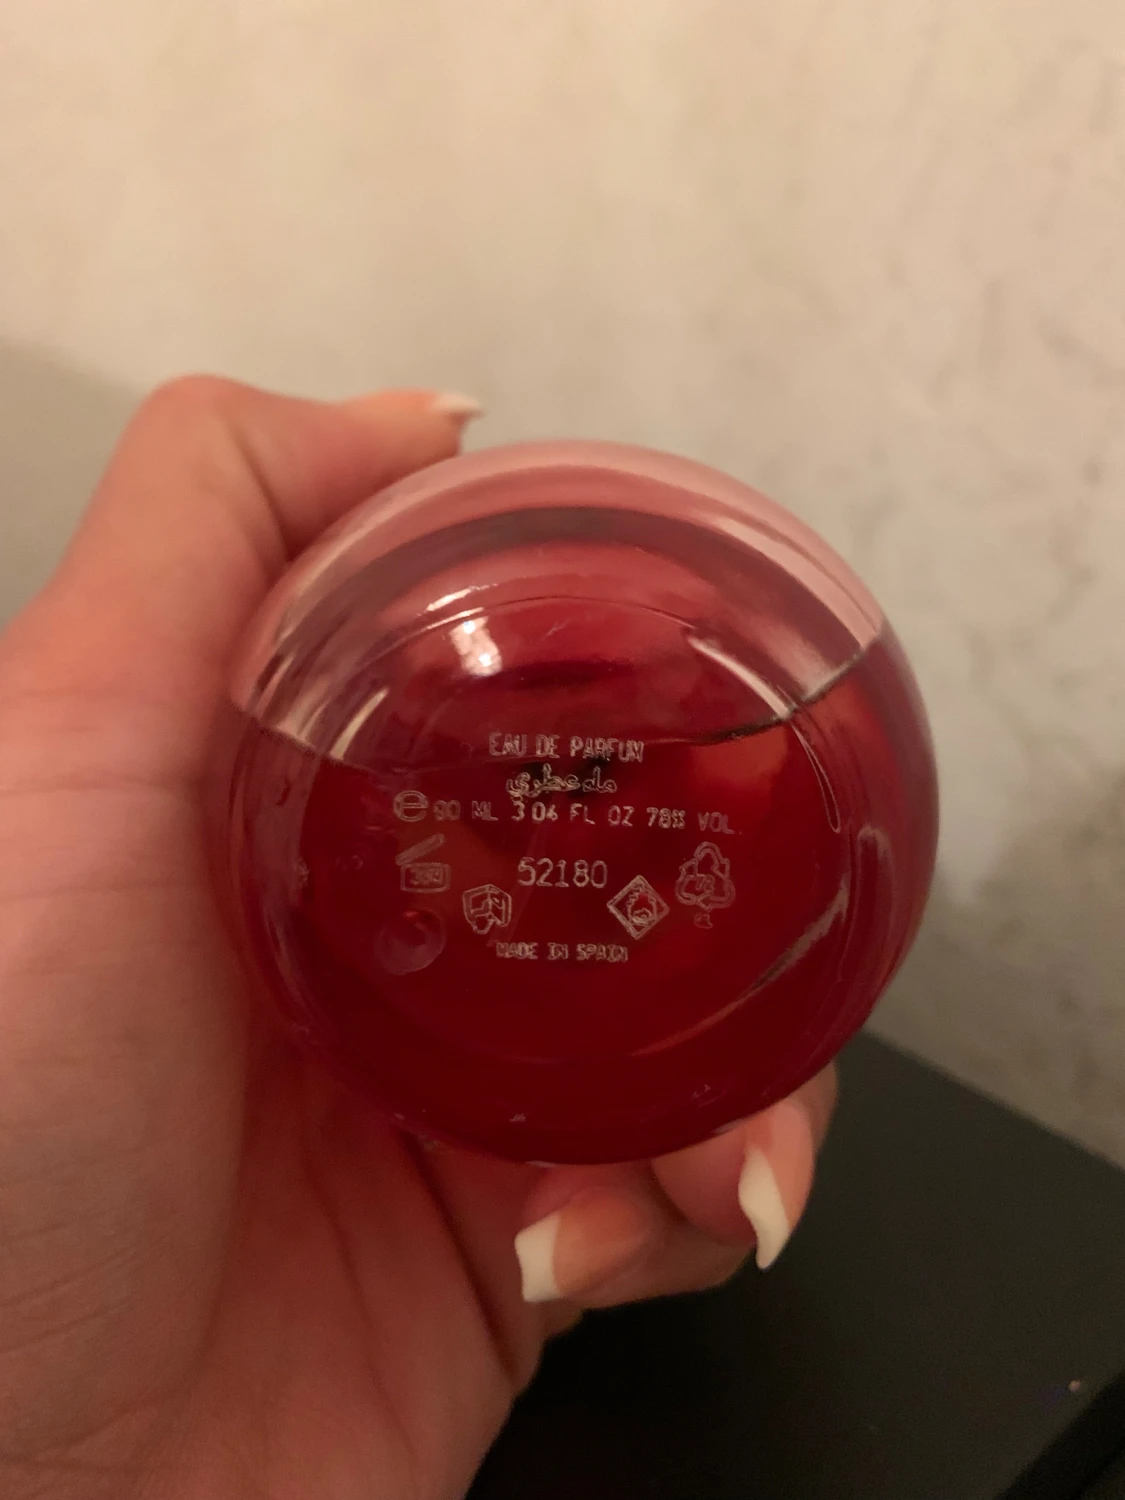 EAU DE PARFUM
ماء عطري
e 90 ML 3 04 FL OZ 78% VOL.
52180
MADE IN SPAIN